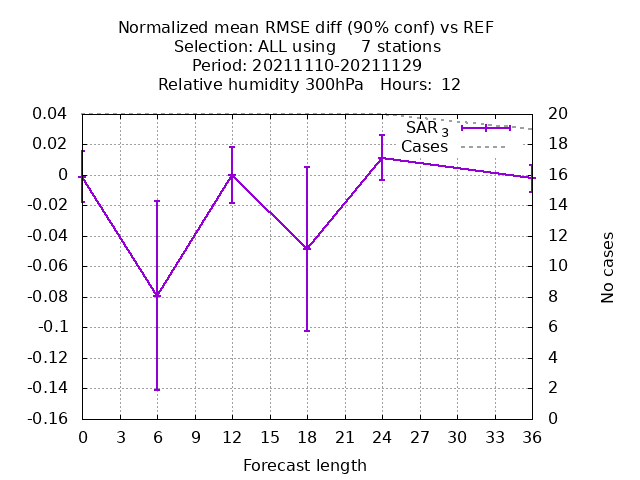 Normalized mean RMSE diff (90% conf) vs REF
Selection: ALL using 7 stations
Period: 20211110-20211129
Relative humidity 300hPa Hours: 12
SAR 3
Cases
0.04
0.02
0
-0.02
-0.04
-0.06
-0.08
-0.1
-0.12
-0.14
-0.16
20
18
16
14
12
10
8
6
4
2
0
No cases
0 3 6 9 12 15 18 21 24 27 30 33 36
Forecast length